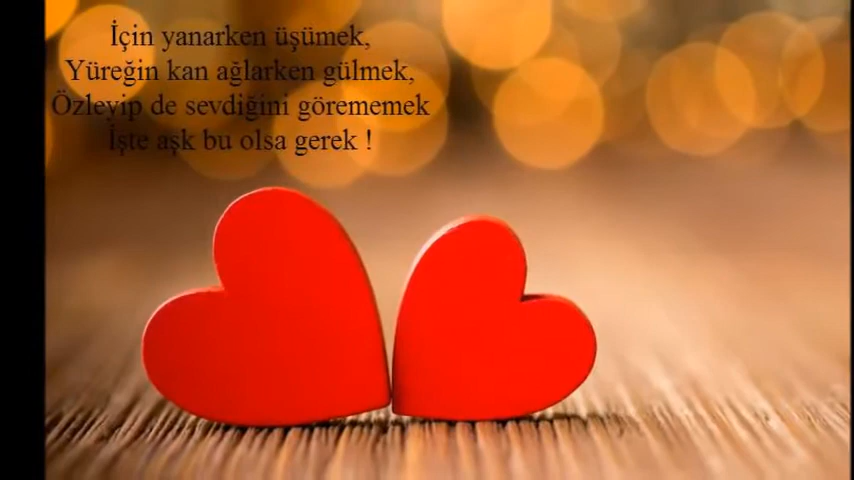 İçin yanarken üşümek,
Yüreğin kan ağlarken gülmek,
Özleyip de sevdiğini görememek
İşte aşk bu olsa gerek !